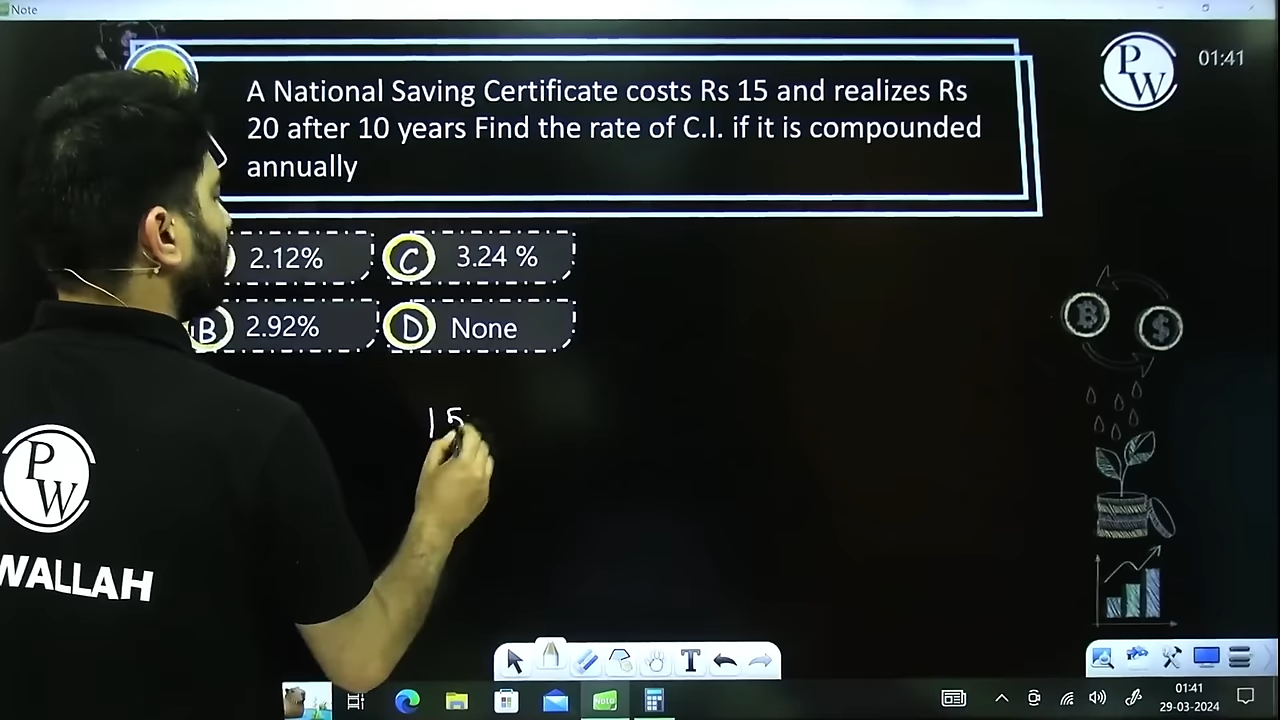 Note
A National Saving Certificate costs Rs 15 and realizes Rs
20 after 10 years Find the rate of C.I. if it is compounded
annually
PW
01:41
2.12%
C 3.24 %
B 2.92%
D None
15
PW
WALLAH
T
Note
01:41
29-03-2024